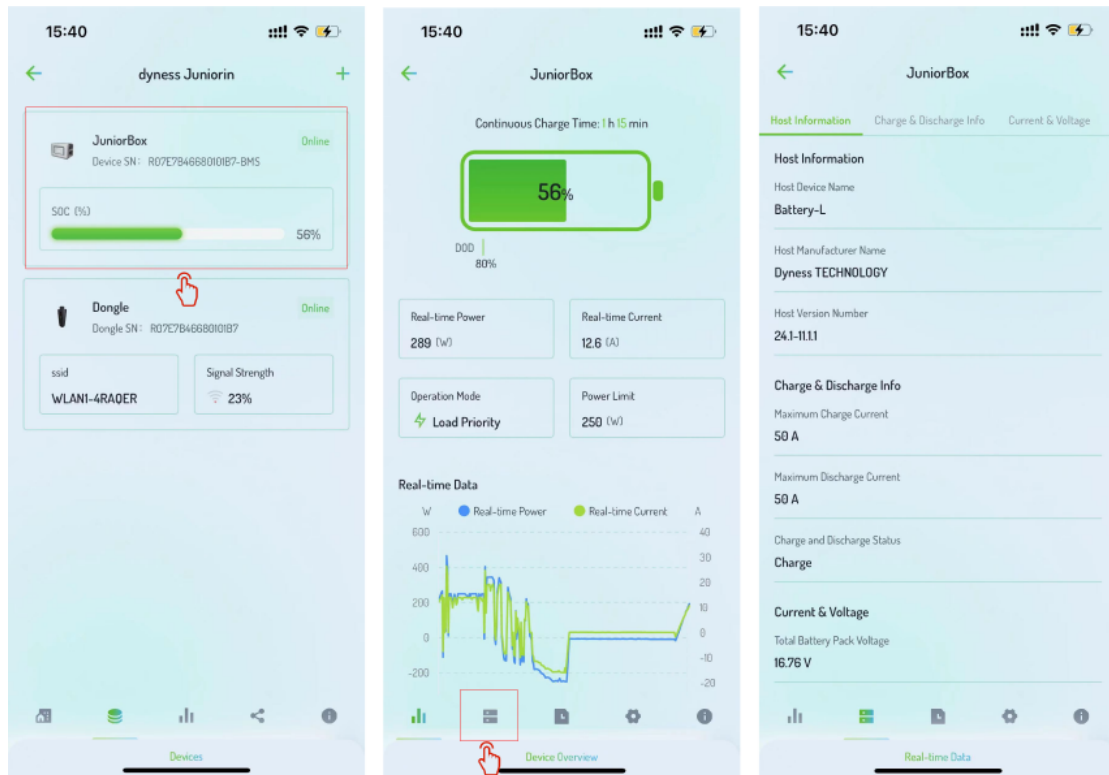 15:40
dyness Juniorin
JuniorBox
Online
Device SN: R07E7B46680101B7-BMS
SOC (%)
56%
Dongle
Online
Dongle SN: R07E7B46680101B7
ssid
WLAN1-4RAQER
Signal Strength
23%
Devices
15:40
JuniorBox
Continuous Charge Time: 1 h 15 min
56%
DOD
80%
Real-time Power
289 (W)
Real-time Current
12.6 (A)
Operation Mode
Load Priority
Power Limit
250 (W)
Real-time Data
W
Real-time Power
Real-time Current
A
600
400
200
0
-200
40
30
20
10
0
-10
-20
Device Overview
15:40
JuniorBox
Host Information
Charge & Discharge Info
Current & Voltage
Host Information
Host Device Name
Battery-L
Host Manufacturer Name
Dyness TECHNOLOGY
Host Version Number
24.1-11.1.1
Charge & Discharge Info
Maximum Charge Current
50 A
Maximum Discharge Current
50 A
Charge and Discharge Status
Charge
Current & Voltage
Total Battery Pack Voltage
16.76 V
Real-time Data